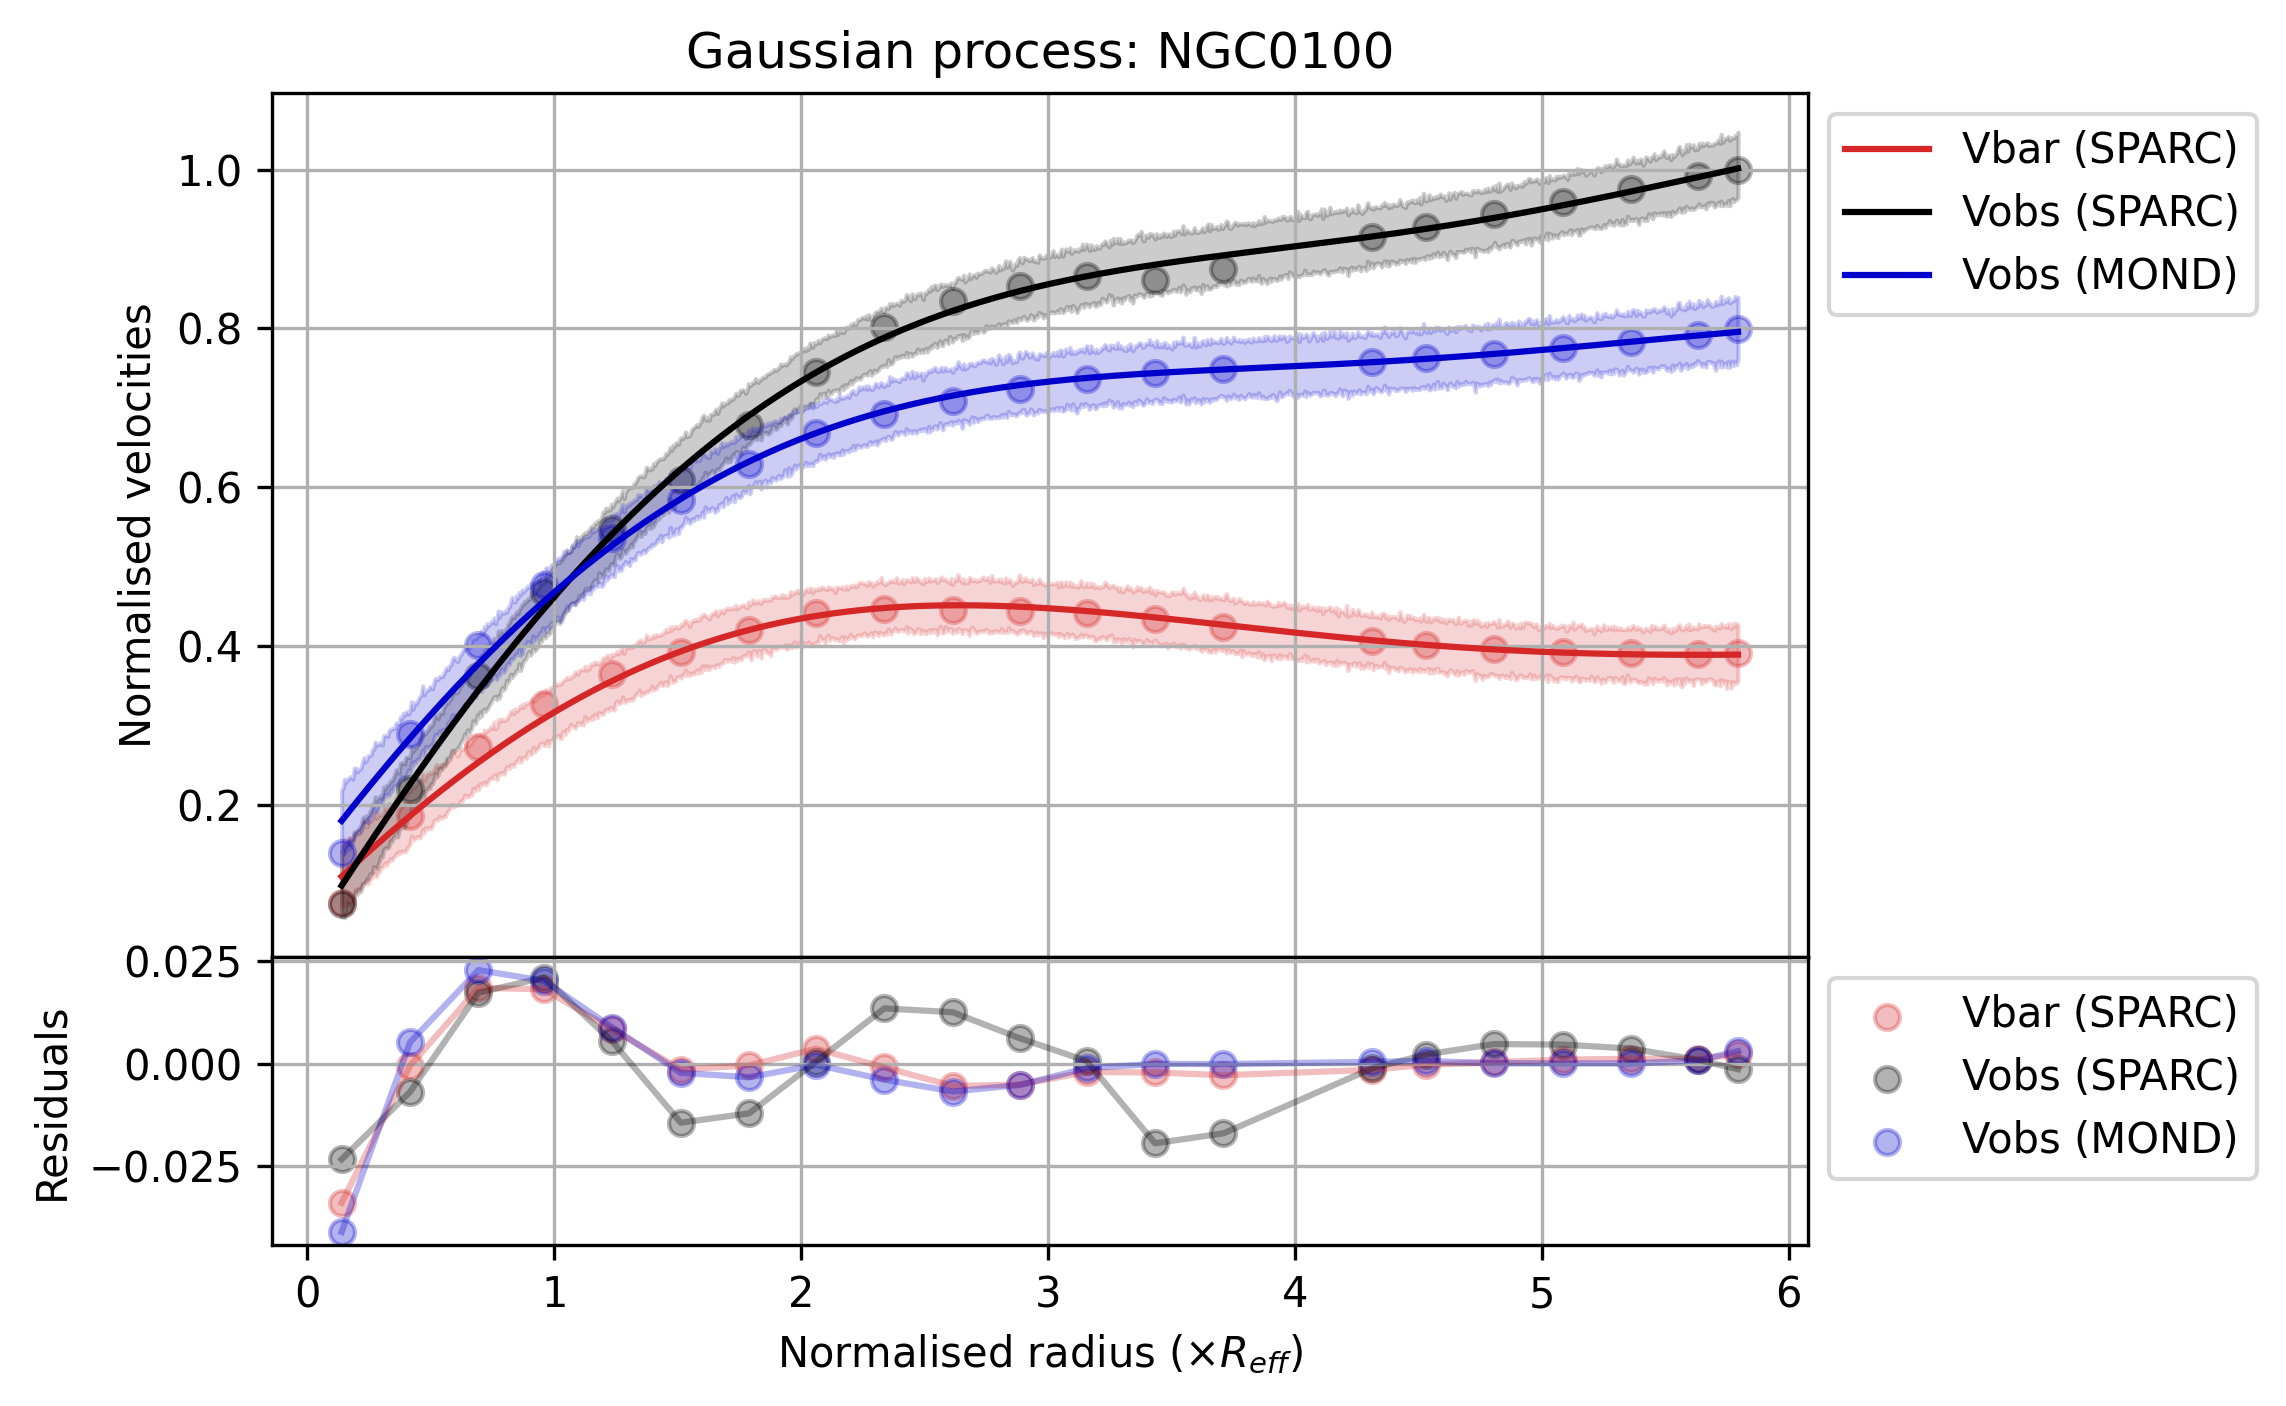 Gaussian process: NGC0100
Normalised velocities
1.0
0.8
0.6
0.4
0.2
Vbar (SPARC)
Vobs (SPARC)
Vobs (MOND)
Residuals
0.025
0.000
−0.025
Vbar (SPARC)
Vobs (SPARC)
Vobs (MOND)
0 1 2 3 4 5 6
Normalised radius (×R_eff)